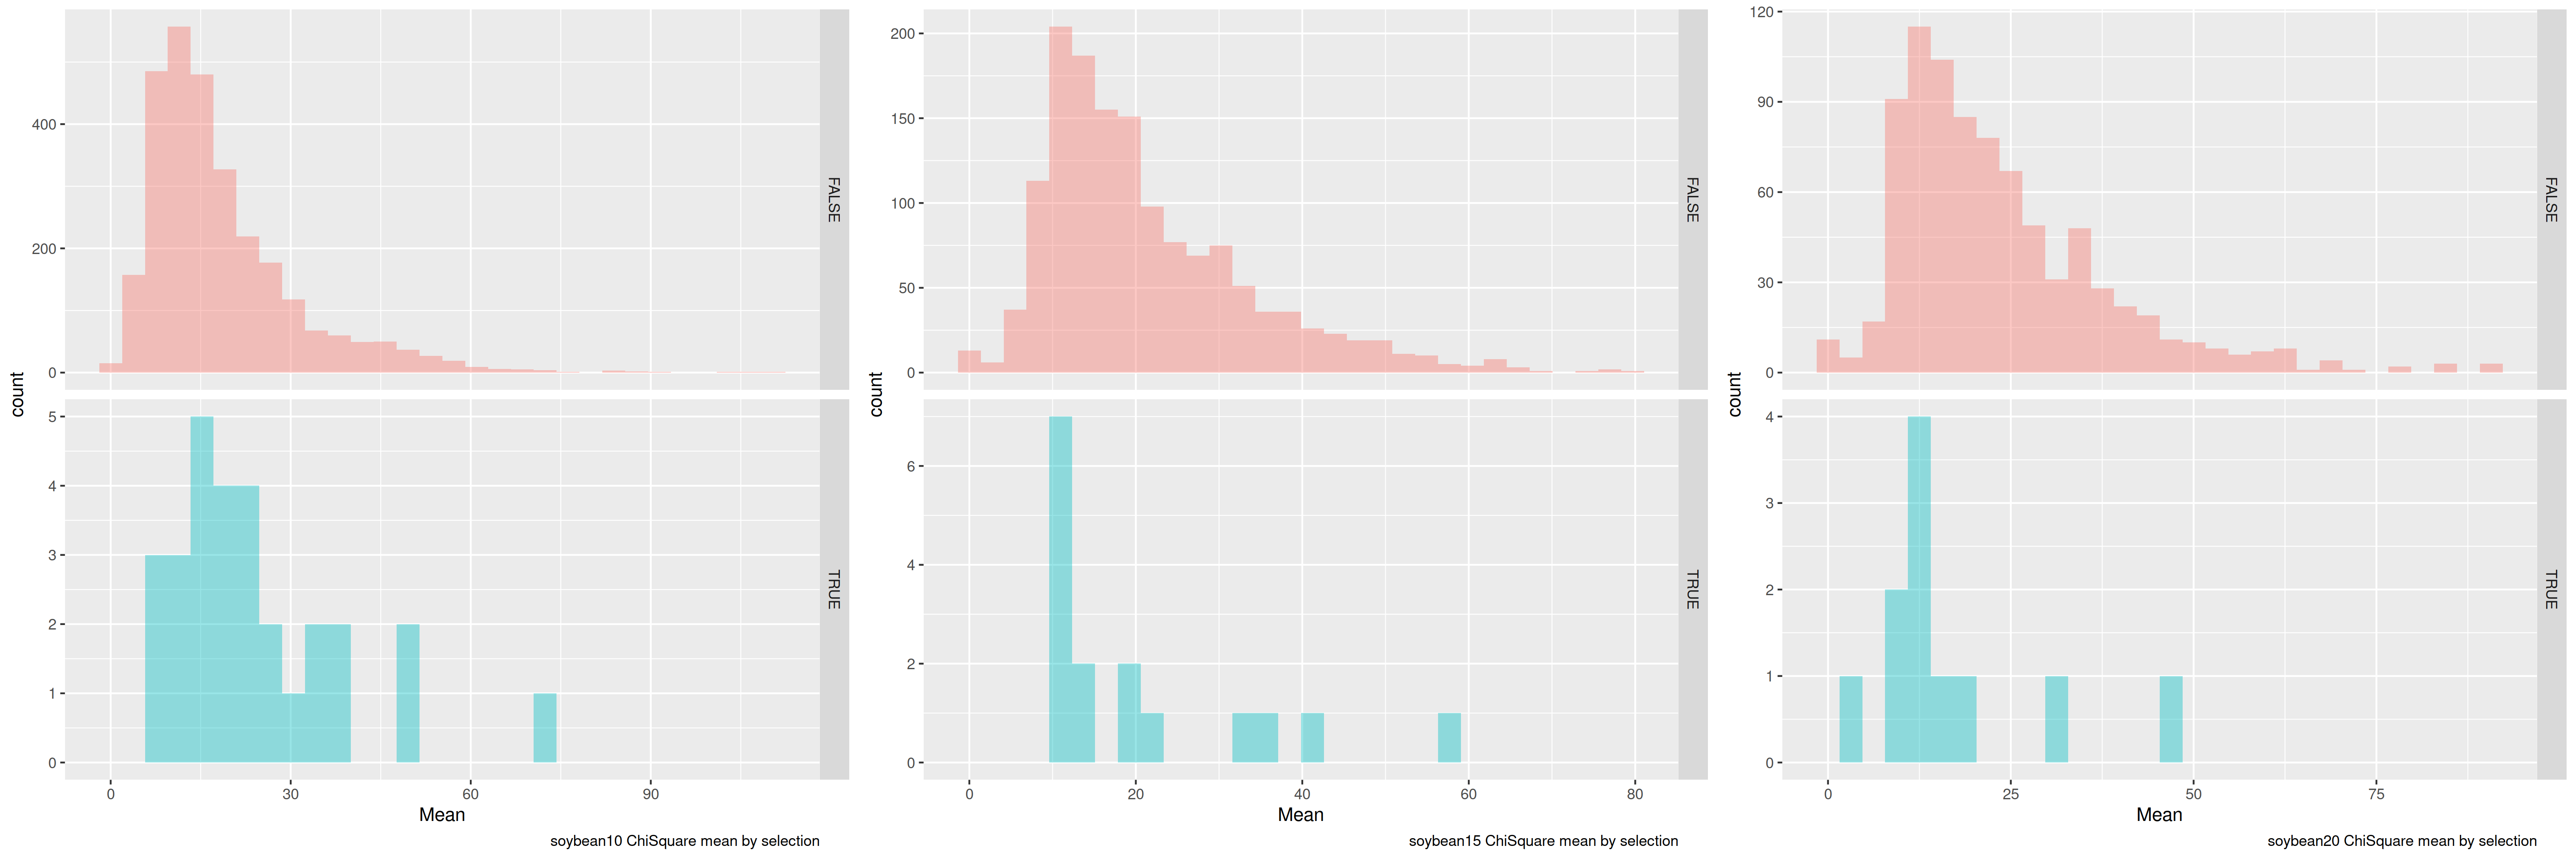 count
400
200
0
FALSE
5
4
3
2
1
0
TRUE
0 30 60 90
Mean
soybean10 ChiSquare mean by selection
count
200
150
100
50
0
FALSE
6
4
2
0
TRUE
0 20 40 60 80
Mean
soybean15 ChiSquare mean by selection
count
120
90
60
30
0
FALSE
4
3
2
1
0
TRUE
0 25 50 75
Mean
soybean20 ChiSquare mean by selection